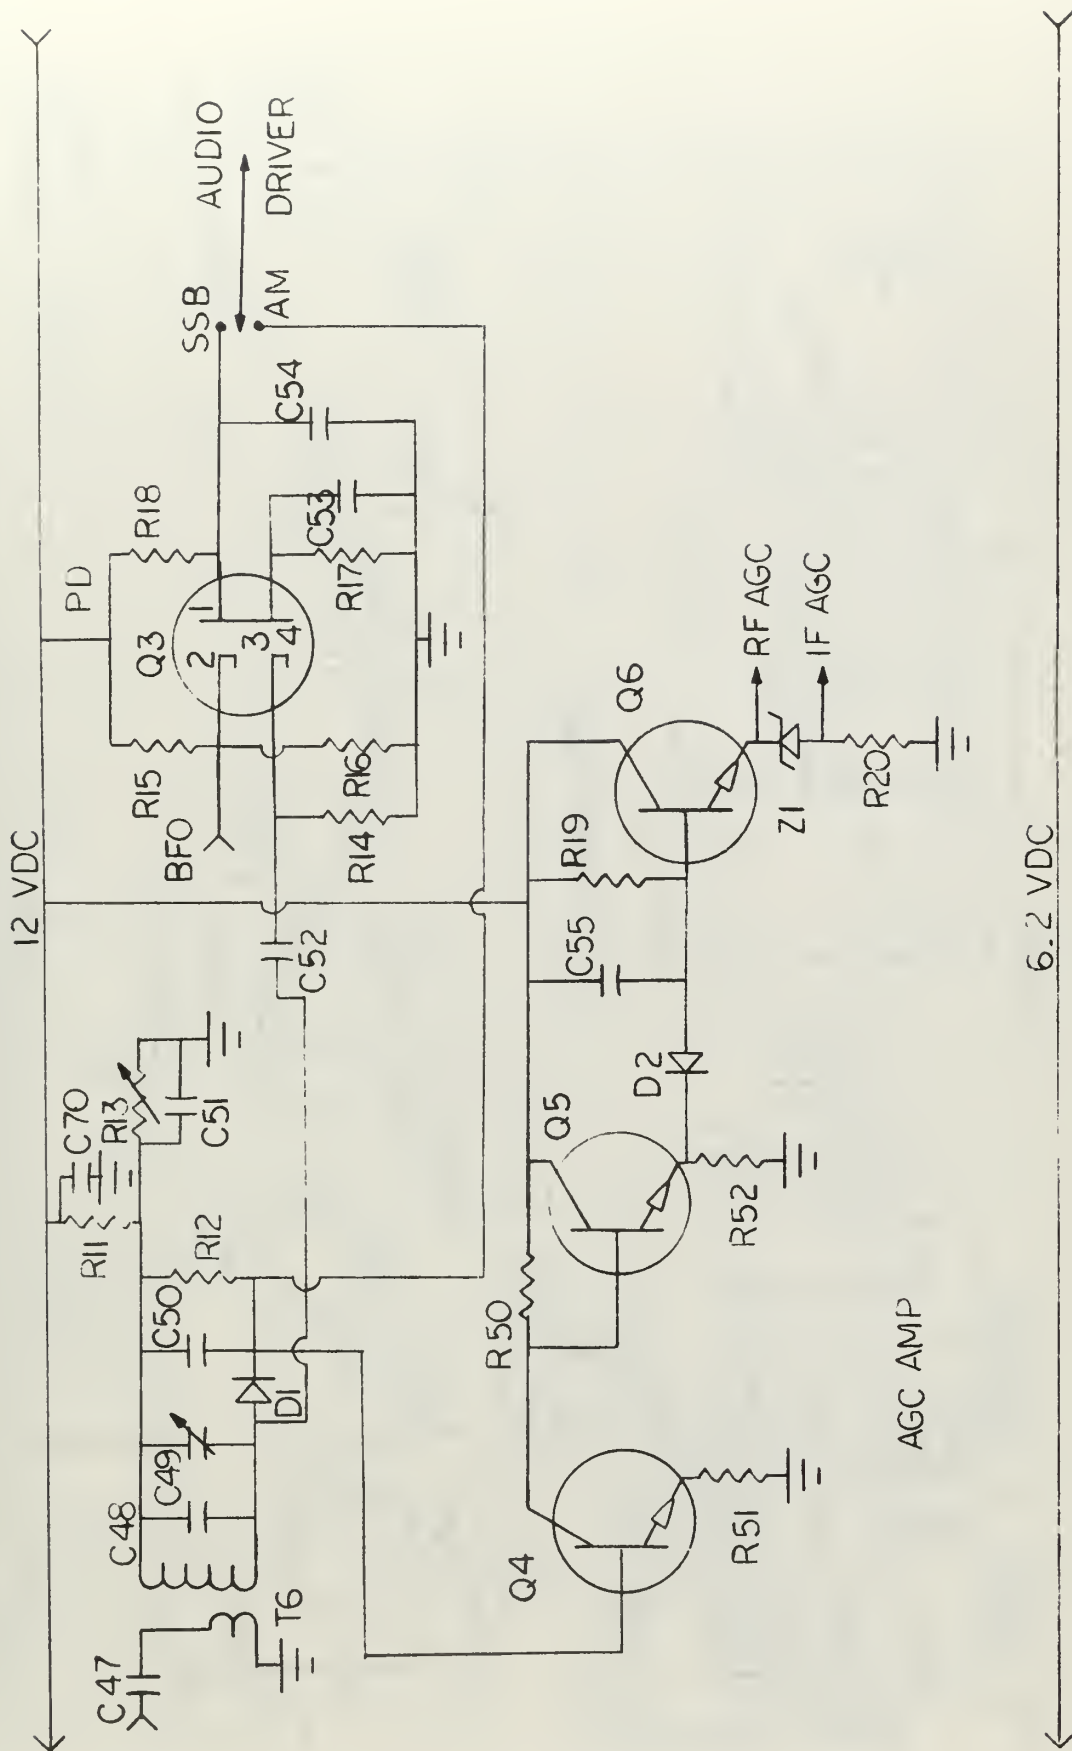 12 VDC
PD
AUDIO
DRIVER
SSB
AM
C54
C53
R18
R17
Q3
1
2
3
4
R15
R16
R14
BFO
C52
C70
R13
C51
R11
R12
C50
C49
C48
D1
T6
C47
RF AGC
IF AGC
Q6
Z1
R20
R19
C55
D2
Q5
R52
R50
Q4
R51
AGC AMP
6.2 VDC